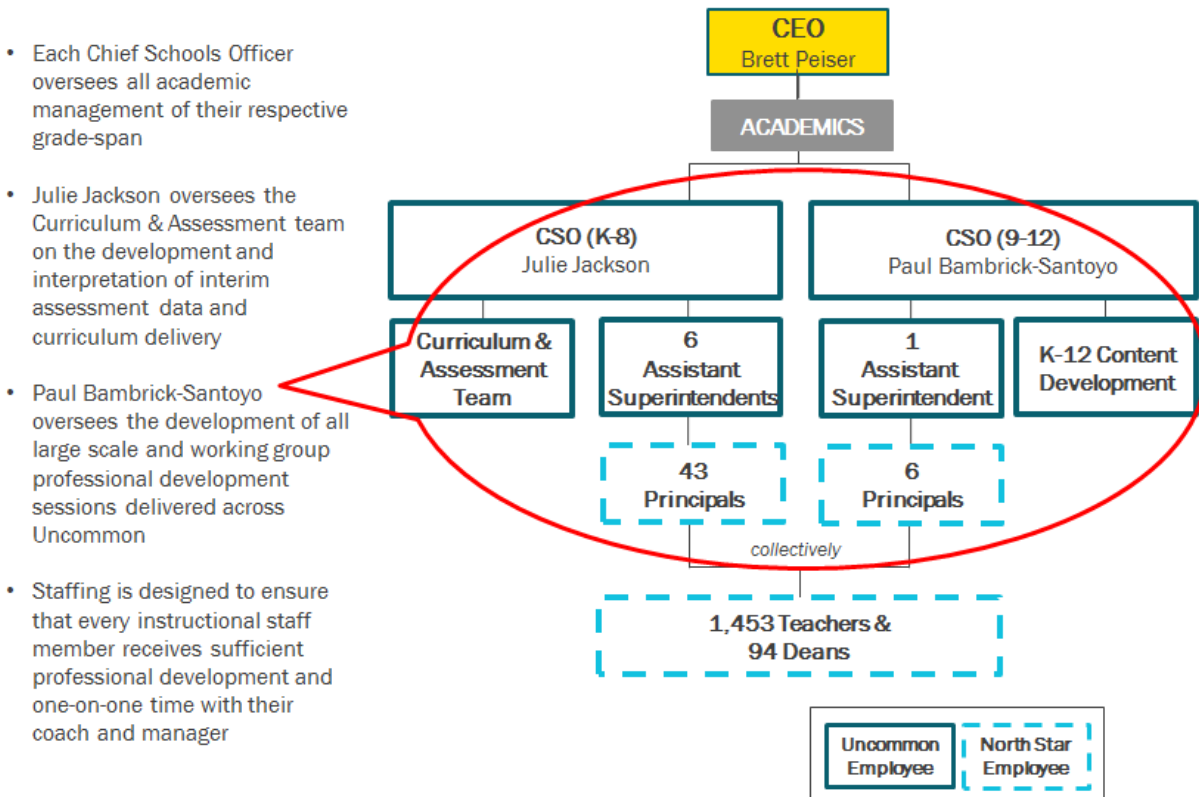 • Each Chief Schools Officer
oversees all academic
management of their respective
grade-span
• Julie Jackson oversees the
Curriculum & Assessment team
on the development and
interpretation of interim
assessment data and
curriculum delivery
• Paul Bambrick-Santoyo
oversees the development of all
large scale and working group
professional development
sessions delivered across
Uncommon
• Staffing is designed to ensure
that every instructional staff
member receives sufficient
professional development and
one-on-one time with their
coach and manager
CEO
Brett Peiser
ACADEMICS
CSO (K-8)
Julie Jackson
CSO (9-12)
Paul Bambrick-Santoyo
Curriculum &
Assessment
Team
6
Assistant
Superintendents
1
Assistant
Superintendent
K-12 Content
Development
43
Principals
6
Principals
collectively
1,453 Teachers &
94 Deans
Uncommon
Employee
North Star
Employee